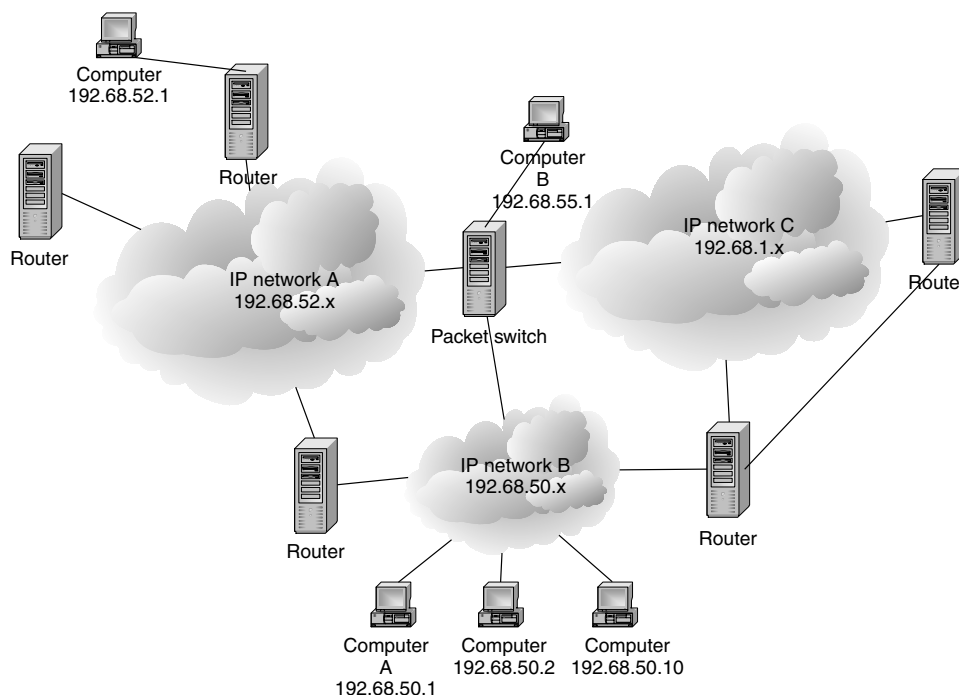 Computer
192.68.52.1
Router
Router
Computer
B
192.68.55.1
IP network A
192.68.52.x
IP network C
192.68.1.x
Route
Packet switch
IP network B
192.68.50.x
Router
Router
Computer
A
192.68.50.1
Computer
192.68.50.2
Computer
192.68.50.10